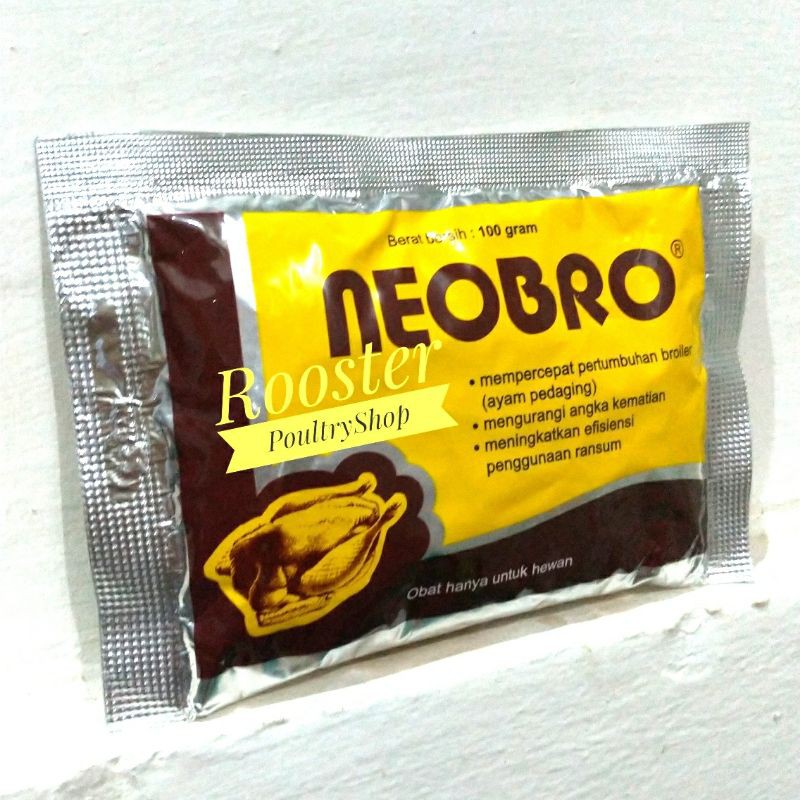 Berat bersih : 100 gram
NEOBRO®
Rooster
PoultryShop
• mempercepat pertumbuhan broiler
(ayam pedaging)
• mengurangi angka kematian
• meningkatkan efisiensi
penggunaan ransum
Obat hanya untuk hewan